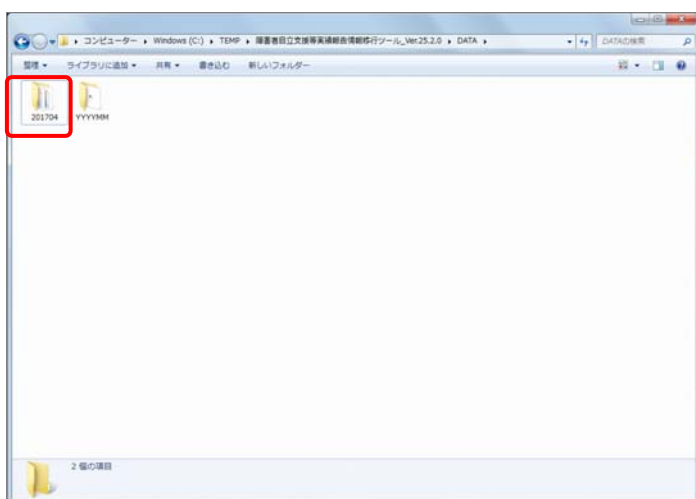 コンピューター ▸ Windows (C:) ▸ TEMP ▸ 障害者自立支援等実績報告情報移行ツール_Ver.25.2.0 ▸ DATA ▸
DATAの検索
整理 ▾ ライブラリに追加 ▾ 共有 ▾ 書き込む 新しいフォルダー
201704 YYYYMM
2 個の項目